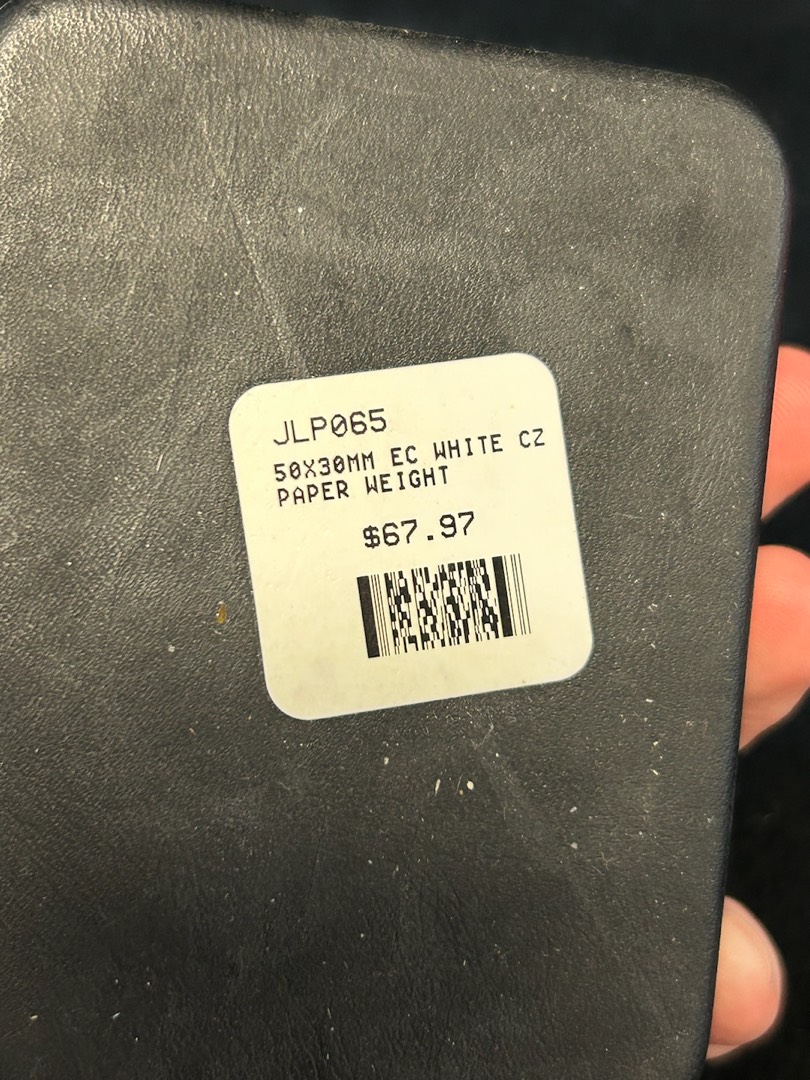 JLP065
50X30MM EC WHITE CZ
PAPER WEIGHT
$67.97